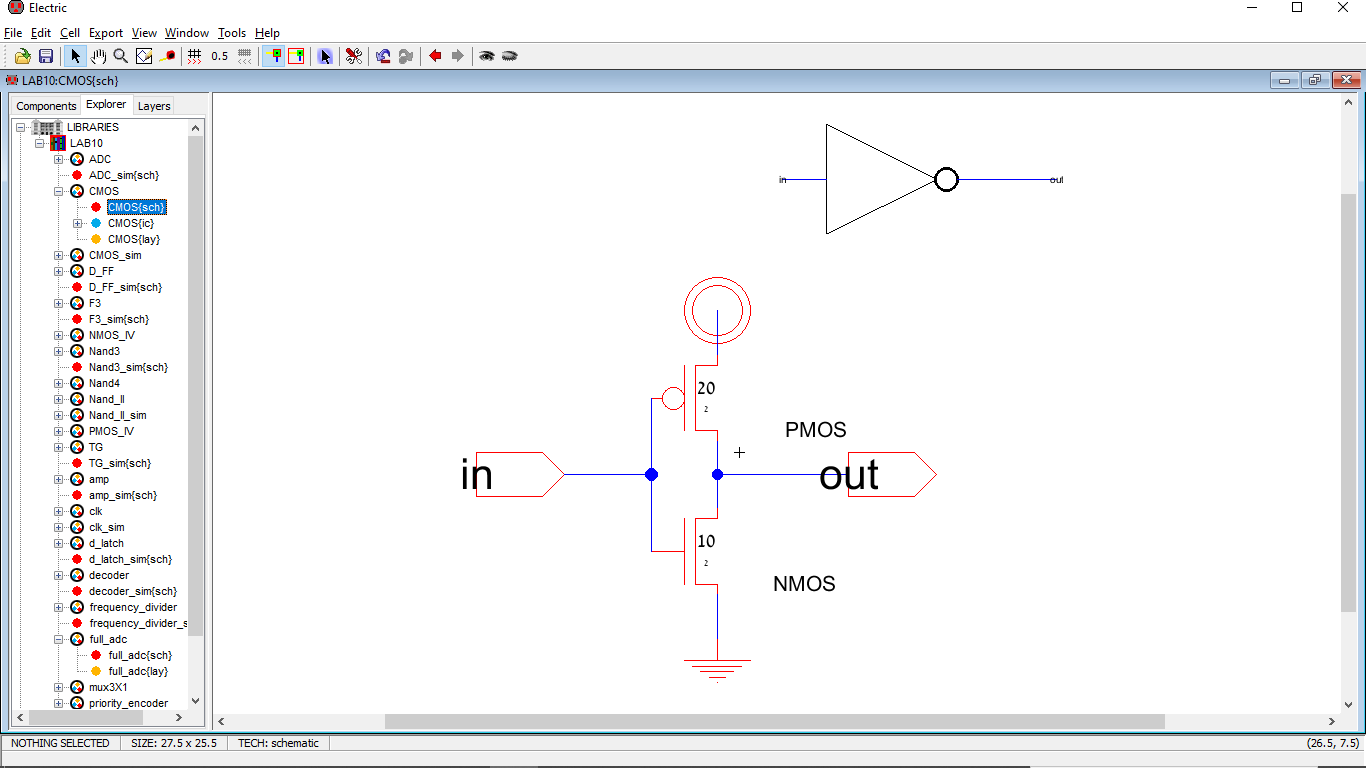 Electric
File Edit Cell Export View Window Tools Help
0.5
LAB10:CMOS{sch}
Components Explorer Layers
LIBRARIES
LAB10
ADC
ADC_sim{sch}
CMOS
CMOS{sch}
CMOS{ic}
CMOS{lay}
CMOS_sim
D_FF
D_FF_sim{sch}
F3
F3_sim{sch}
NMOS_IV
Nand3
Nand3_sim{sch}
Nand4
Nand_II
Nand_II_sim
PMOS_IV
TG
TG_sim{sch}
amp
amp_sim{sch}
clk
clk_sim
d_latch
d_latch_sim{sch}
decoder
decoder_sim{sch}
frequency_divider
frequency_divider_s
full_adc
full_adc{sch}
full_adc{lay}
mux3X1
priority_encoder
in out
20
2
PMOS
in out
10
2
NMOS
NOTHING SELECTED SIZE: 27.5 x 25.5 TECH: schematic (26.5, 7.5)